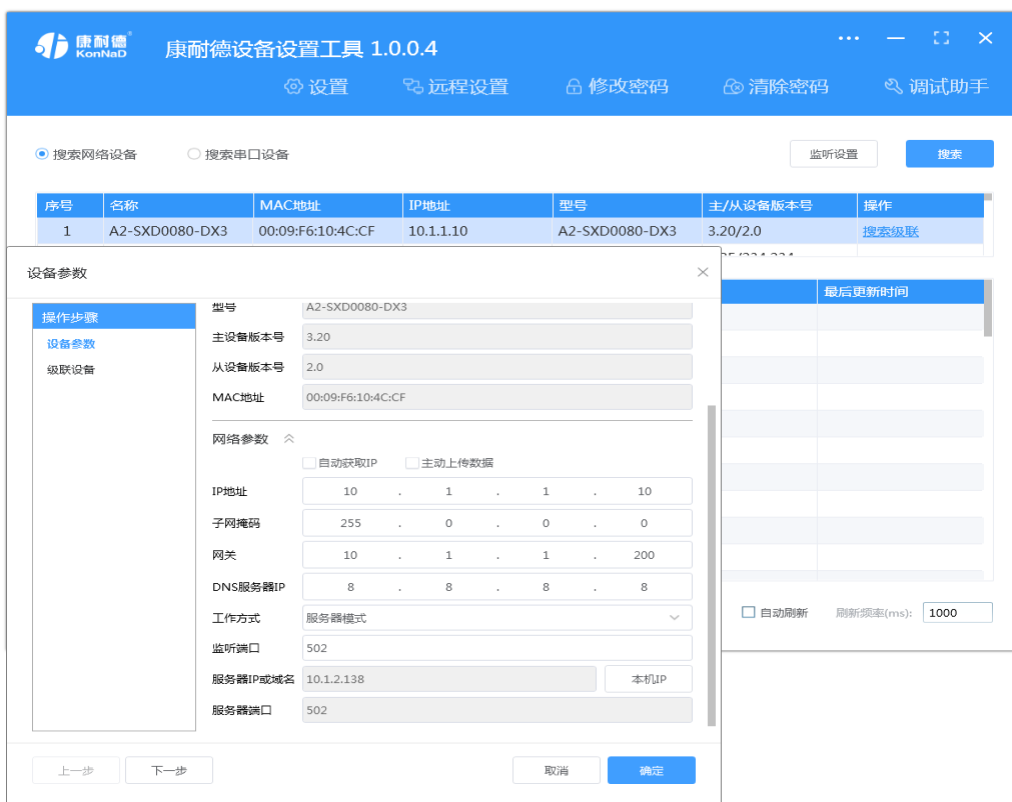 康耐德®
KonNaD
康耐德设备设置工具 1.0.0.4
设置 远程设置 修改密码 清除密码 调试助手
搜索网络设备 搜索串口设备 监听设置 搜索
序号 名称 MAC地址 IP地址 型号 主/从设备版本号 操作
1 A2-SXD0080-DX3 00:09:F6:10:4C:CF 10.1.1.10 A2-SXD0080-DX3 3.20/2.0 搜索级联
最后更新时间
设备参数
操作步骤
设备参数
级联设备
型号 A2-SXD0080-DX3
主设备版本号 3.20
从设备版本号 2.0
MAC地址 00:09:F6:10:4C:CF
网络参数
自动获取IP 主动上传数据
IP地址 10 . 1 . 1 . 10
子网掩码 255 . 0 . 0 . 0
网关 10 . 1 . 1 . 200
DNS服务器IP 8 . 8 . 8 . 8
工作方式 服务器模式
监听端口 502
服务器IP或域名 10.1.2.138 本机IP
服务器端口 502
自动刷新 刷新频率(ms): 1000
上一步 下一步 取消 确定